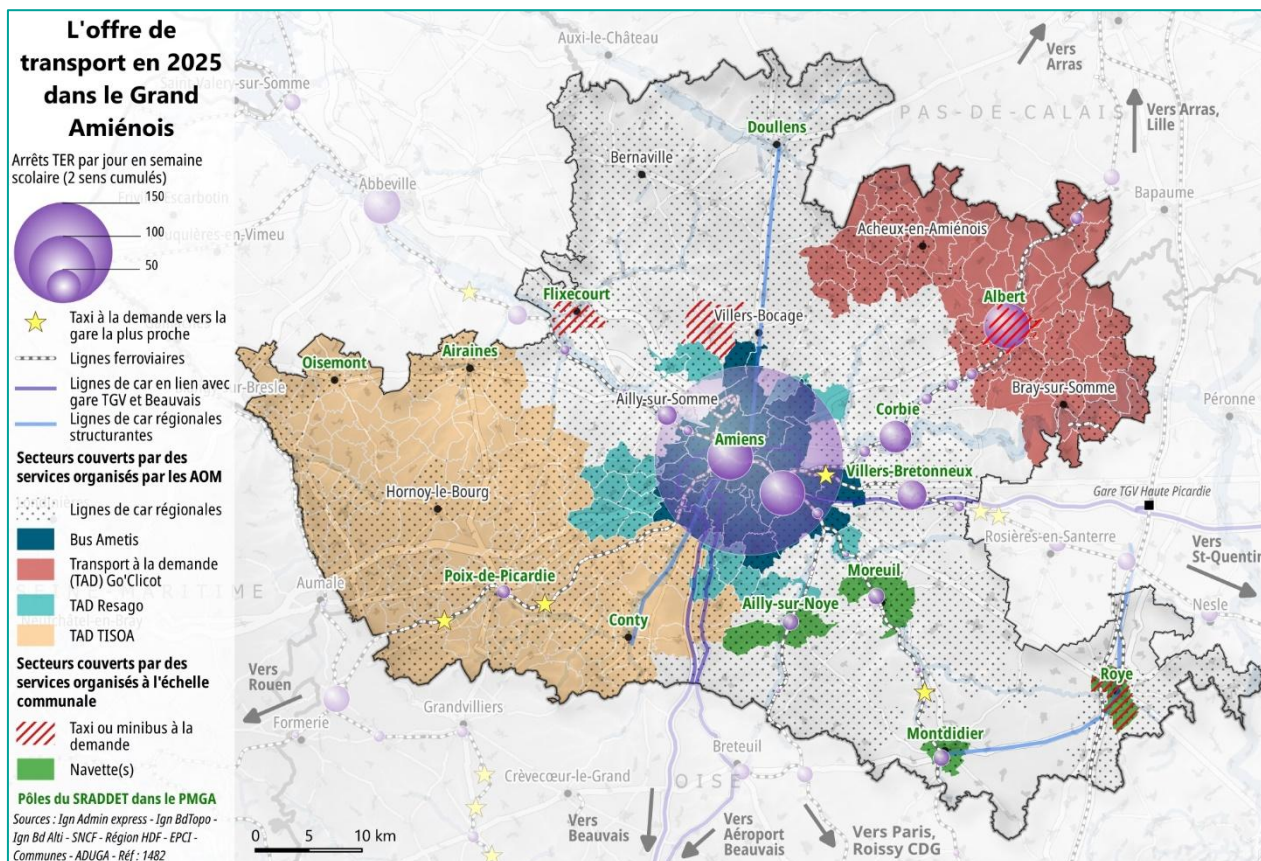 L'offre de
transport en 2025
dans le Grand
Amiénois
Arrêts TER par jour en semaine
scolaire (2 sens cumulés)
150
100
50
Taxi à la demande vers la
gare la plus proche
Lignes ferroviaires
Lignes de car en lien avec
gare TGV et Beauvais
Lignes de car régionales
structurantes
Secteurs couverts par des
services organisés par les AOM
Lignes de car régionales
Bus Ametis
Transport à la demande
(TAD) Go'Clicot
TAD Resago
TAD TISOA
Secteurs couverts par des
services organisés à l'échelle
communale
Taxi ou minibus à la
demande
Navette(s)
Pôles du SRADDET dans le PMGA
Sources : Ign Admin express - Ign BdTopo -
Ign Bd Alti - SNCF - Région HDF - EPCI -
Communes - ADUGA - Réf : 1482
Auxi-le-Château
Vers
Arras
PAS-DE-CALAIS
Vers Arras,
Lille
Doullens
Bernaville
Abbeville
Bapaume
Acheux-en-Amiénois
Flixecourt
Albert
Villers-Bocage
Oisemont
Airaines
Ailly-sur-Somme
Bray-sur-Somme
Péronne
Corbie
Amiens
Villers-Bretonneux
Hornoy-le-Bourg
Gare TGV Haute Picardie
Rosières-en-Santerre
Vers
St-Quentin
Aumale
Poix-de-Picardie
Moreuil
Ailly-sur-Noye
Nesle
Conty
Vers
Rouen
Roye
Formerie
Grandvilliers
Montdidier
Breteuil
Crèvecœur-le-Grand
OISE
Vers
Beauvais
Vers
Aéroport
Beauvais
Vers Paris,
Roissy CDG
0 5 10 km